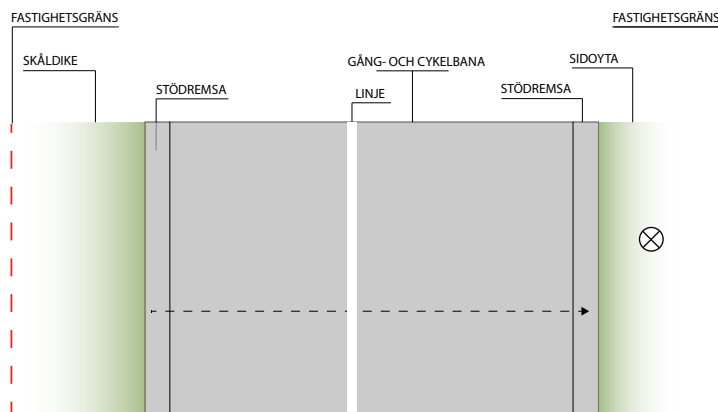 FASTIGHETSGRÄNS
FASTIGHETSGRÄNS
SKÅLDIKE
GÅNG- OCH CYKELBANA
SIDOYTA
STÖDREMSA
LINJE
STÖDREMSA